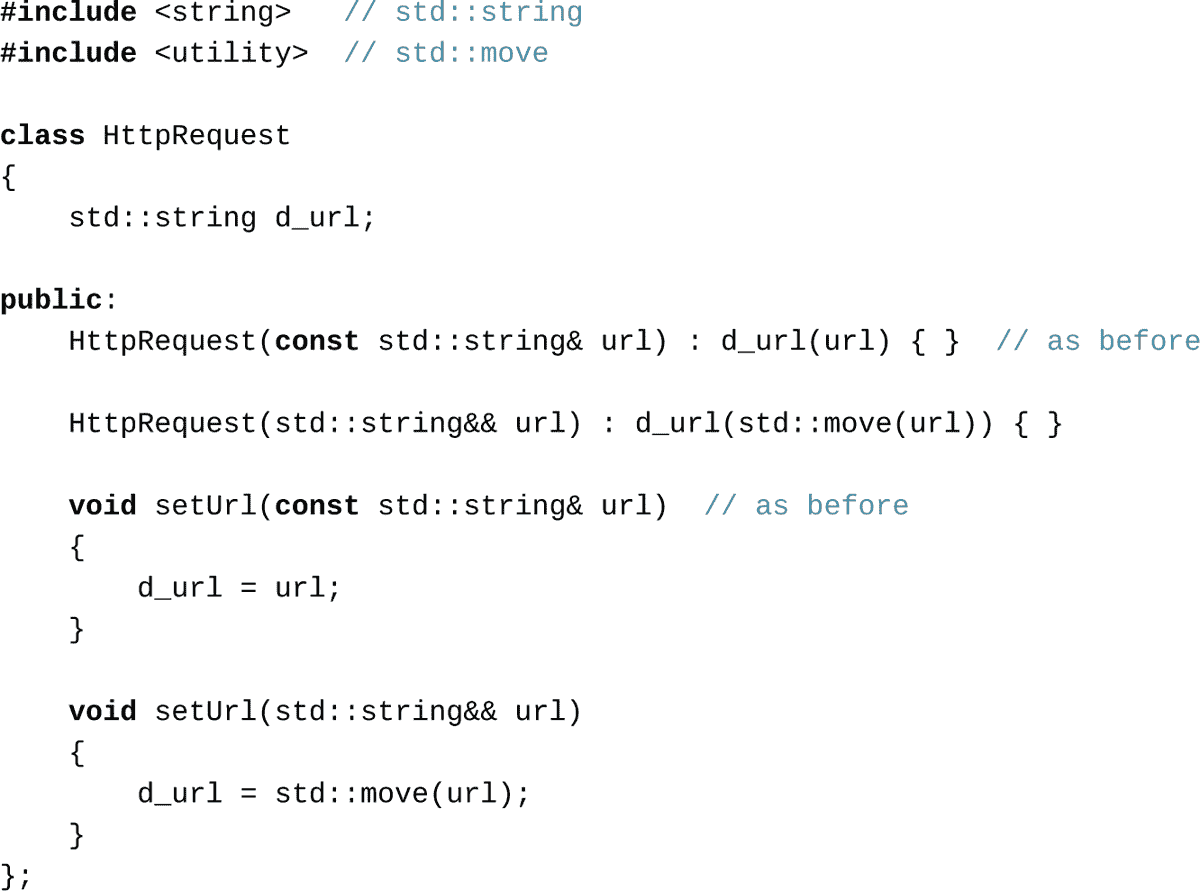 #include <string>   // std::string
#include <utility>  // std::move

class HttpRequest
{
    std::string d_url;

public:
    HttpRequest(const std::string& url) : d_url(url) { }  // as before

    HttpRequest(std::string&& url) : d_url(std::move(url)) { }

    void setUrl(const std::string& url)  // as before
    {
        d_url = url;
    }

    void setUrl(std::string&& url)
    {
        d_url = std::move(url);
    }
};